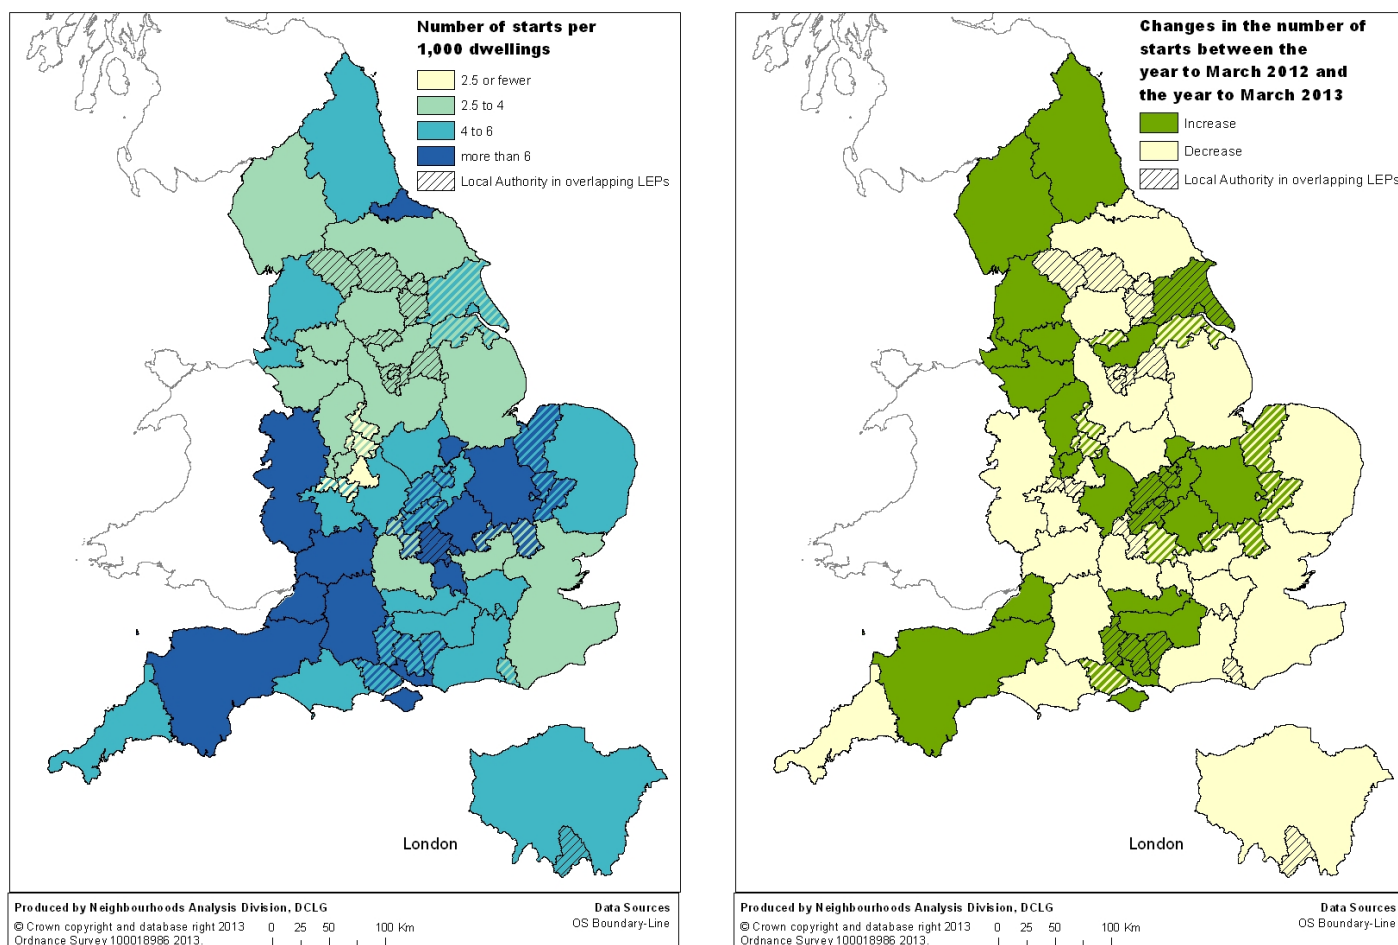 Number of starts per
1,000 dwellings
2.5 or fewer
2.5 to 4
4 to 6
more than 6
Local Authority in overlapping LEPs
London
Produced by Neighbourhoods Analysis Division, DCLG
Data Sources
© Crown copyright and database right 2013
OS Boundary-Line
Ordnance Survey 100018986 2013.
0 25 50 100 Km
Changes in the number of
starts between the
year to March 2012 and
the year to March 2013
Increase
Decrease
Local Authority in overlapping LEPs
London
Produced by Neighbourhoods Analysis Division, DCLG
Data Sources
© Crown copyright and database right 2013
OS Boundary-Line
Ordnance Survey 100018986 2013.
0 25 50 100 Km